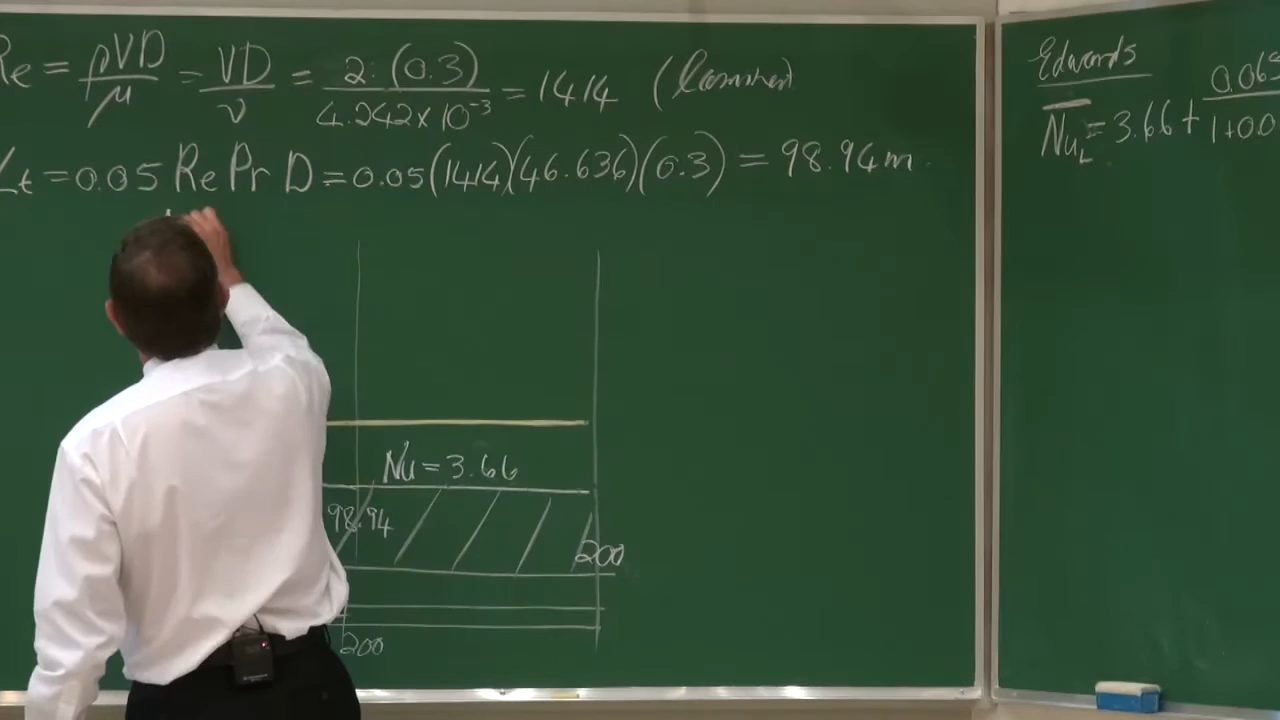 Re = ρVD/μ = VD/ν = 2 (0.3)/4.242×10⁻³ = 1414 (laminar)
Lt = 0.05 Re Pr D = 0.05(1414)(46.636)(0.3) = 98.94 m.
Nu = 3.66
98.94
200
200
Edwards
Nu_L = 3.66 + 0.065/1+0.0